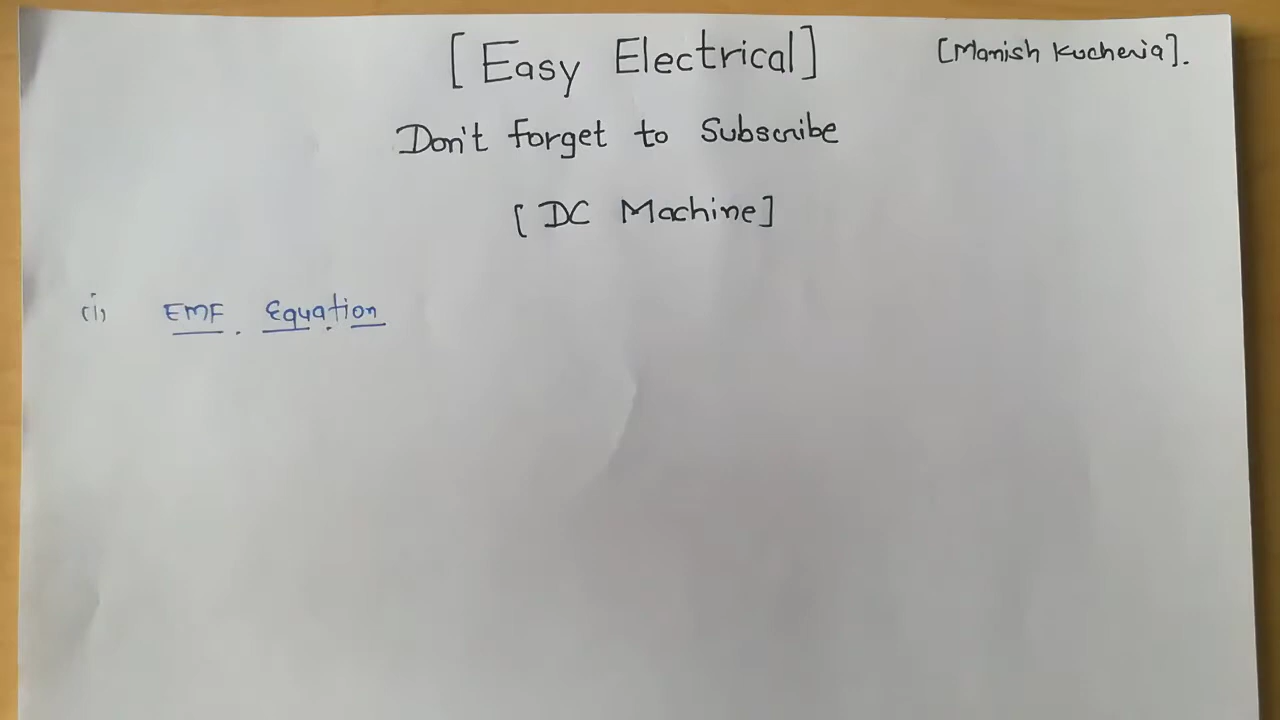 [Easy Electrical] [Manish Kucheria].
Don't forget to Subscribe
[DC Machine]
(i) EMF Equation